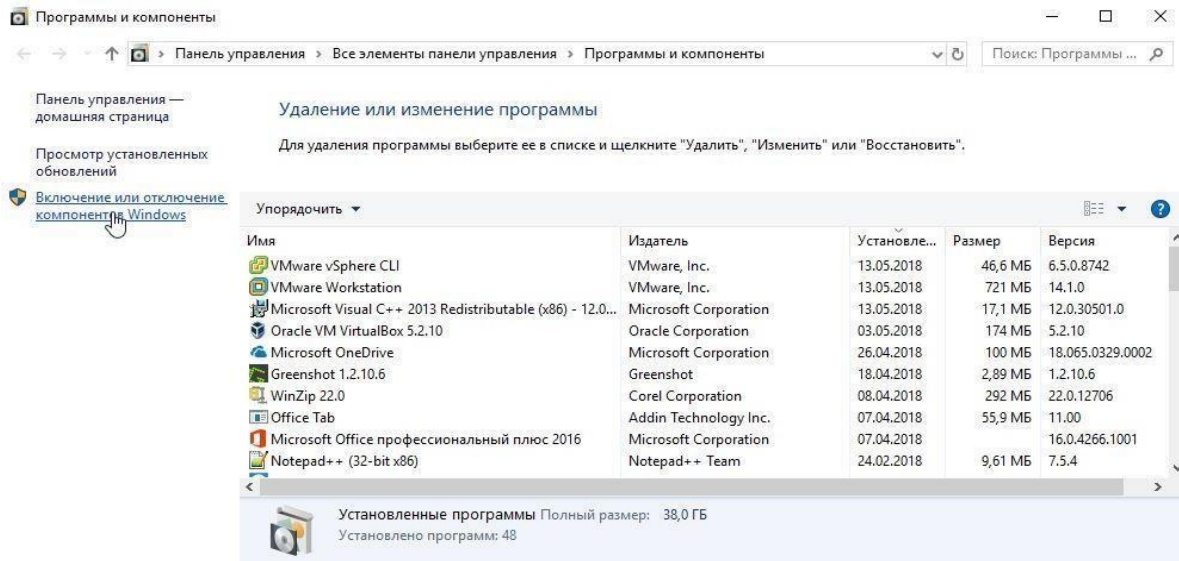 Программы и компоненты
Панель управления › Все элементы панели управления › Программы и компоненты
Поиск: Программы ...
Панель управления —
домашняя страница
Просмотр установленных
обновлений
Включение или отключение
компонентов Windows
Удаление или изменение программы
Для удаления программы выберите ее в списке и щелкните "Удалить", "Изменить" или "Восстановить".
Упорядочить
Имя Издатель Установле... Размер Версия
VMware vSphere CLI VMware, Inc. 13.05.2018 46,6 МБ 6.5.0.8742
VMware Workstation VMware, Inc. 13.05.2018 721 МБ 14.1.0
Microsoft Visual C++ 2013 Redistributable (x86) - 12.0... Microsoft Corporation 13.05.2018 17,1 МБ 12.0.30501.0
Oracle VM VirtualBox 5.2.10 Oracle Corporation 03.05.2018 174 МБ 5.2.10
Microsoft OneDrive Microsoft Corporation 26.04.2018 100 МБ 18.065.0329.0002
Greenshot 1.2.10.6 Greenshot 18.04.2018 2,89 МБ 1.2.10.6
WinZip 22.0 Corel Corporation 08.04.2018 292 МБ 22.0.12706
Office Tab Addin Technology Inc. 07.04.2018 55,9 МБ 11.00
Microsoft Office профессиональный плюс 2016 Microsoft Corporation 07.04.2018 16.0.4266.1001
Notepad++ (32-bit x86) Notepad++ Team 24.02.2018 9,61 МБ 7.5.4
Установленные программы Полный размер: 38,0 ГБ
Установлено программ: 48